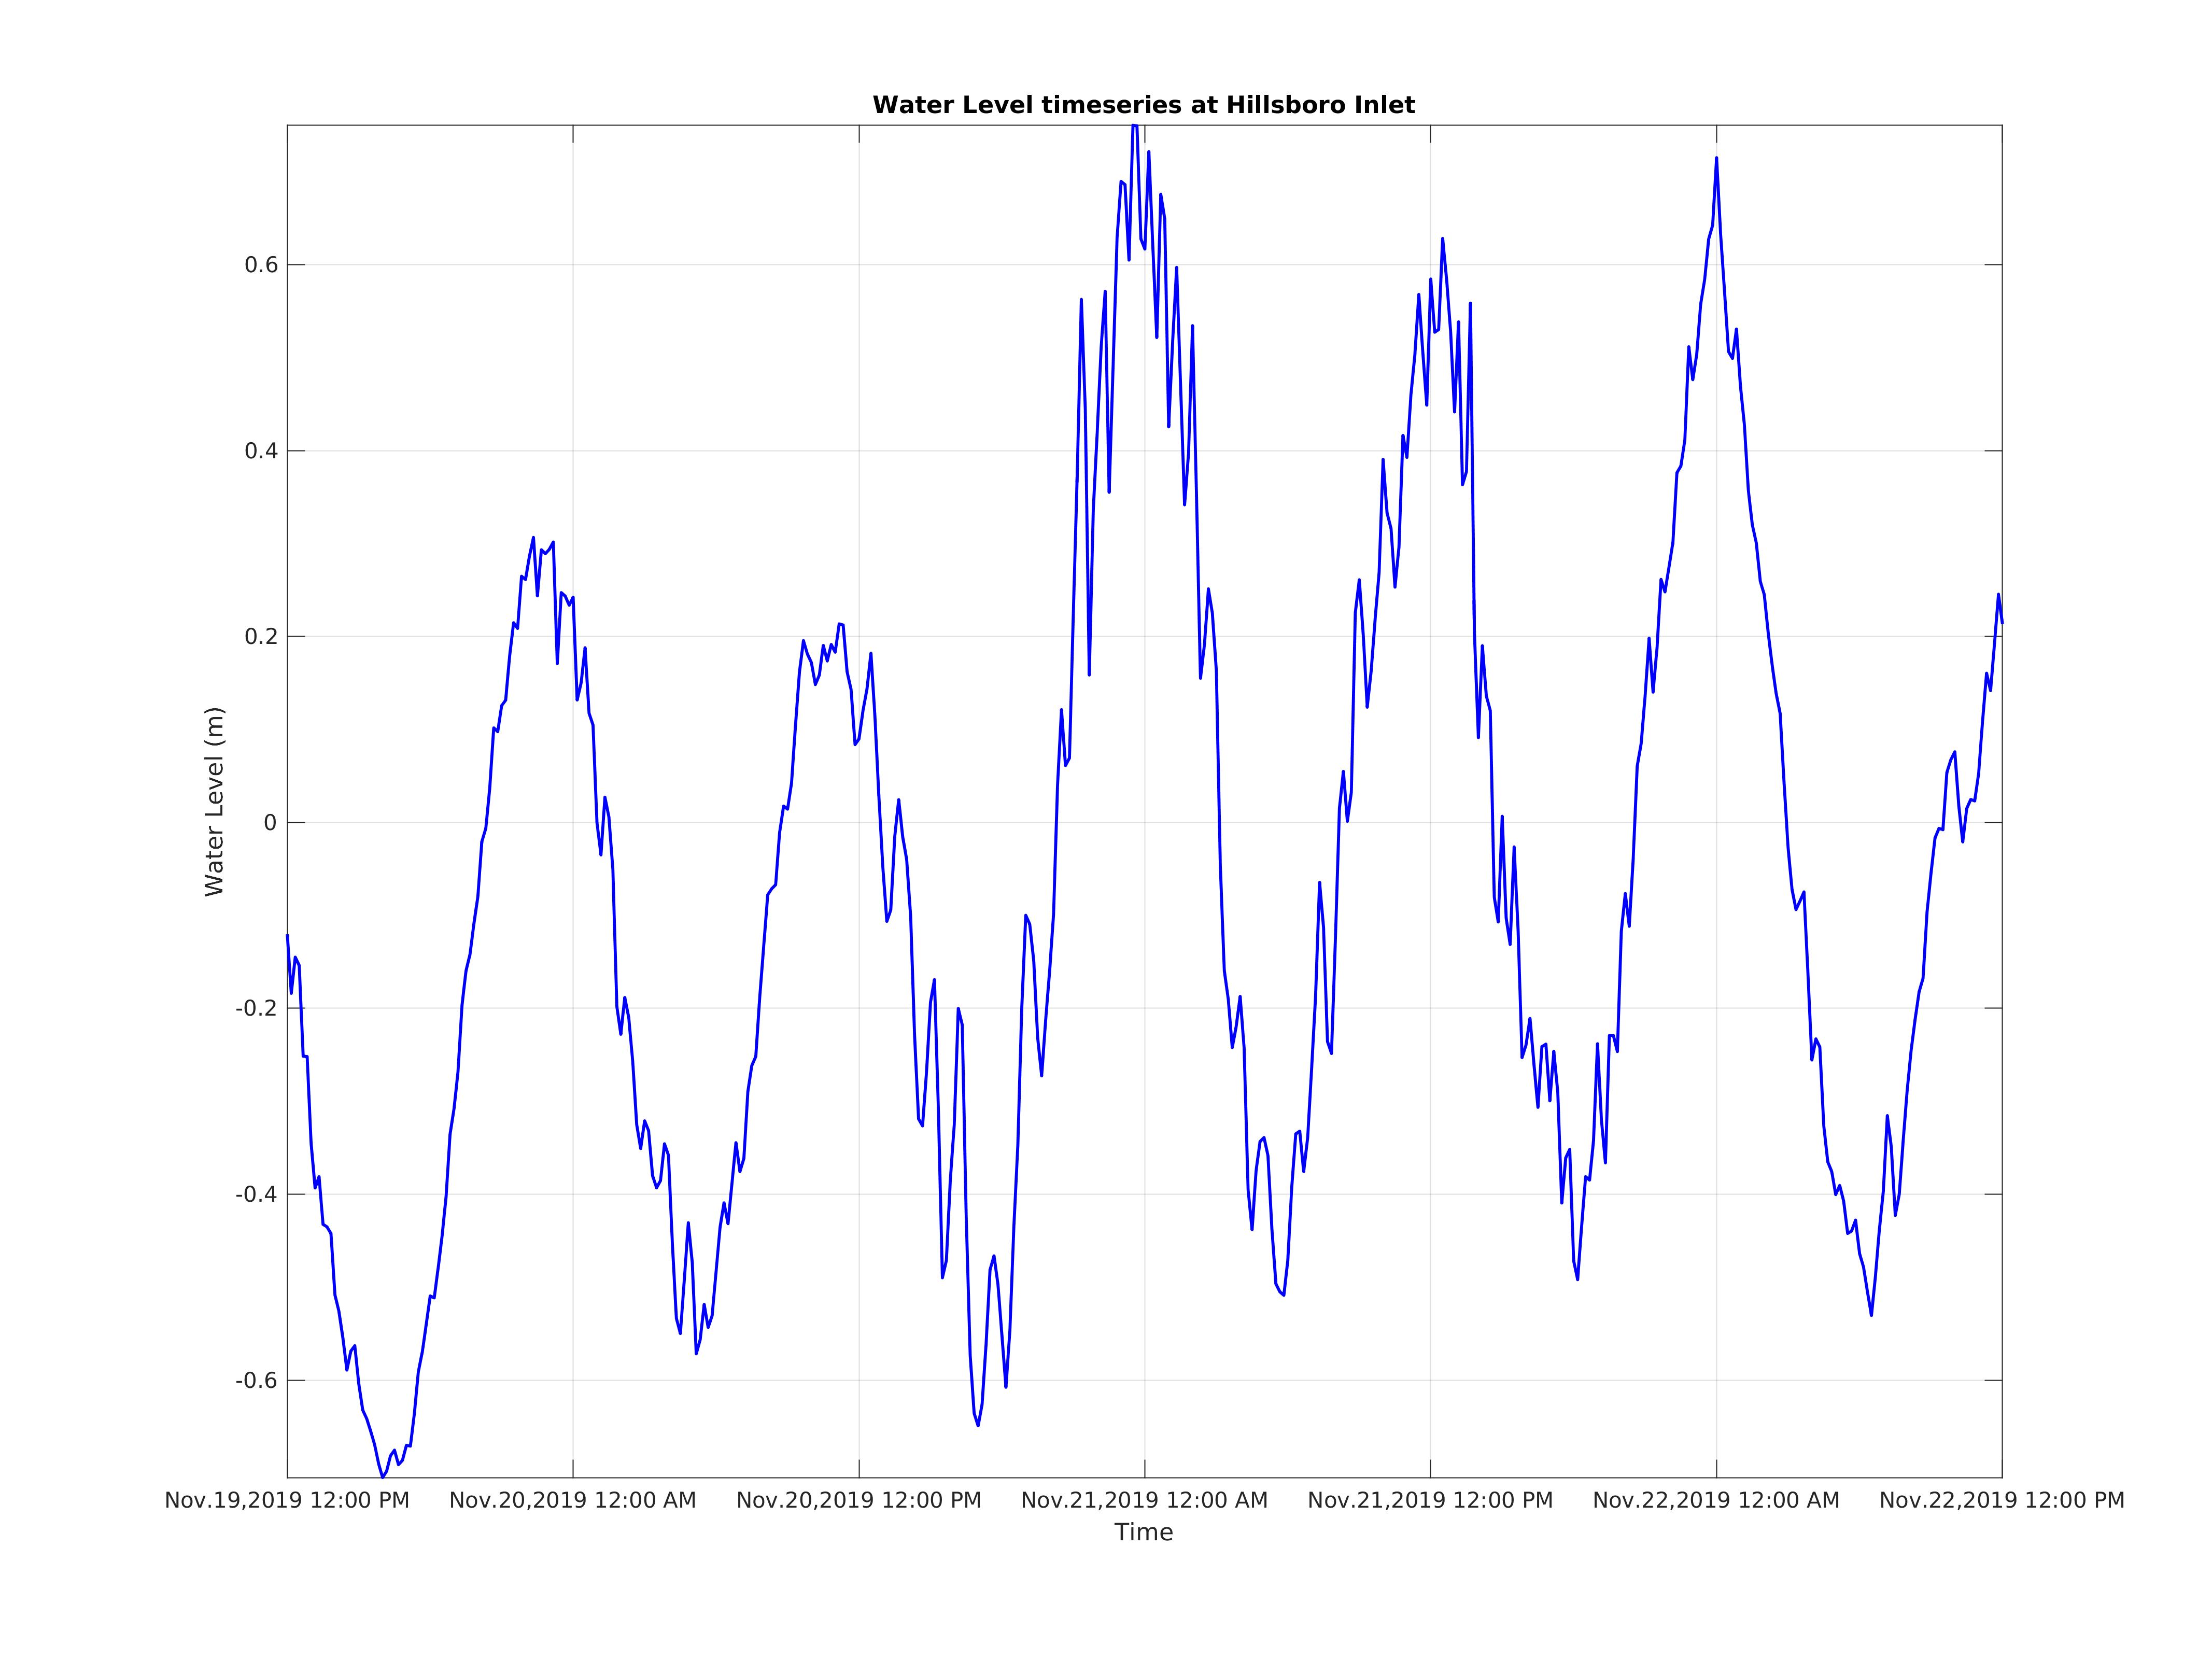 Water Level timeseries at Hillsboro Inlet
0.6
0.4
0.2
0
-0.2
-0.4
-0.6
Water Level (m)
Nov.19,2019 12:00 PM
Nov.20,2019 12:00 AM
Nov.20,2019 12:00 PM
Nov.21,2019 12:00 AM
Nov.21,2019 12:00 PM
Nov.22,2019 12:00 AM
Nov.22,2019 12:00 PM
Time